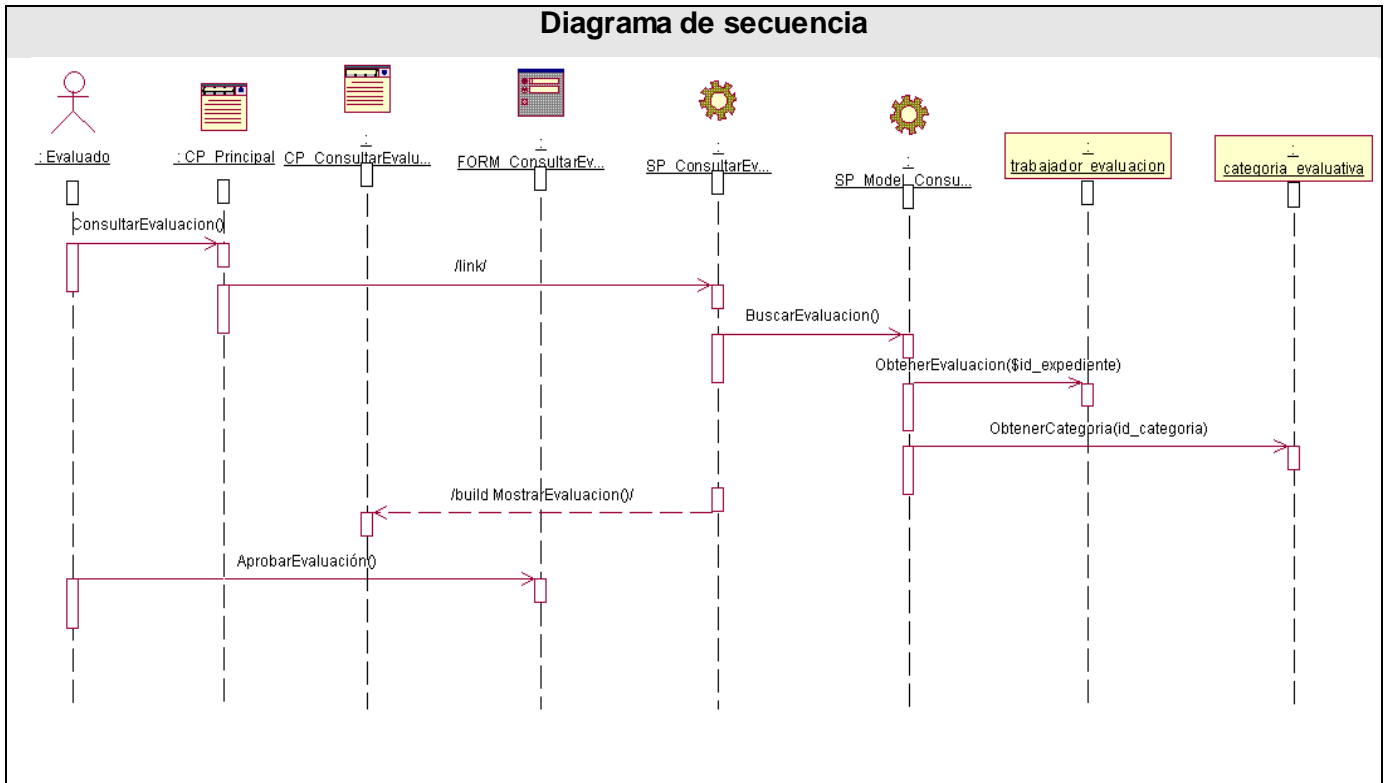 Diagrama de secuencia
: Evaluado
: CP_Principal
:
CP_ConsultarEvalu...
:
FORM_ConsultarEv...
:
SP_ConsultarEv...
:
SP_Model_Consu...
:
trabajador_evaluacion
:
categoria_evaluativa
ConsultarEvaluacion()
/link/
BuscarEvaluacion()
ObtenerEvaluacion($id_expediente)
ObtenerCategoria(id_categoria)
/build MostrarEvaluacion()/
AprobarEvaluación()